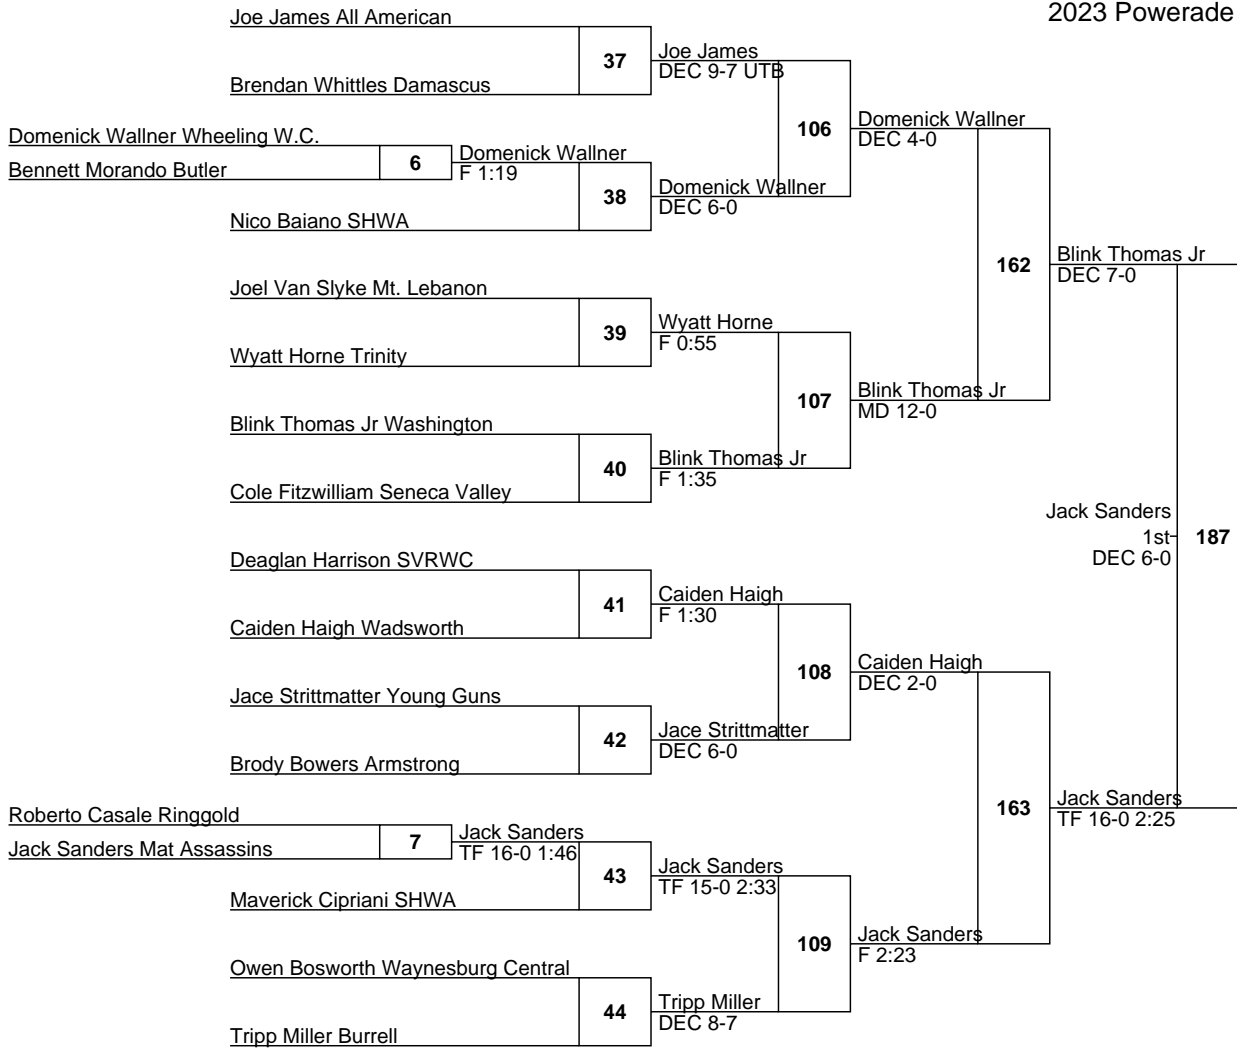 2023 Powerade
Joe James All American
37
Joe James
DEC 9-7 UTB
Brendan Whittles Damascus
106
Domenick Wallner
DEC 4-0
Domenick Wallner Wheeling W.C.
Bennett Morando Butler
6
Domenick Wallner
F 1:19
38
Domenick Wallner
DEC 6-0
Nico Baiano SHWA
162
Blink Thomas Jr
DEC 7-0
Joel Van Slyke Mt. Lebanon
39
Wyatt Horne
F 0:55
Wyatt Horne Trinity
107
Blink Thomas Jr
MD 12-0
Blink Thomas Jr Washington
40
Blink Thomas Jr
F 1:35
Cole Fitzwilliam Seneca Valley
Jack Sanders
1st
DEC 6-0
187
Deaglan Harrison SVRWC
41
Caiden Haigh
F 1:30
Caiden Haigh Wadsworth
108
Caiden Haigh
DEC 2-0
Jace Strittmatter Young Guns
42
Jace Strittmatter
DEC 6-0
Brody Bowers Armstrong
163
Jack Sanders
TF 16-0 2:25
Roberto Casale Ringgold
Jack Sanders Mat Assassins
7
Jack Sanders
TF 16-0 1:46
43
Jack Sanders
TF 15-0 2:33
Maverick Cipriani SHWA
109
Jack Sanders
F 2:23
Owen Bosworth Waynesburg Central
44
Tripp Miller
DEC 8-7
Tripp Miller Burrell